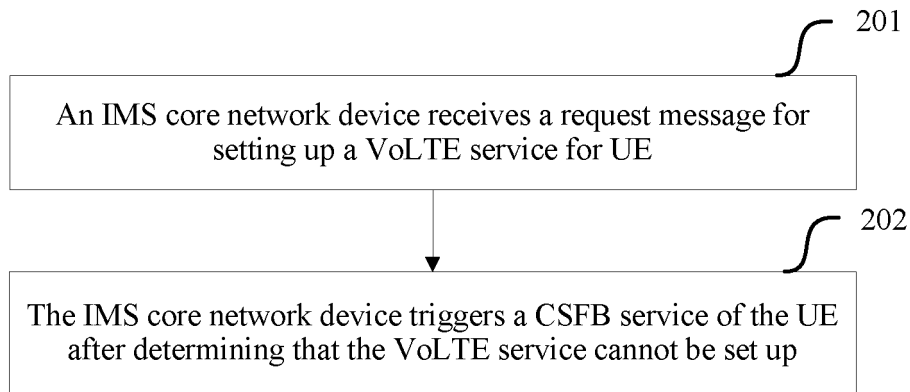 201
An IMS core network device receives a request message for
setting up a VoLTE service for UE
202
The IMS core network device triggers a CSFB service of the UE
after determining that the VoLTE service cannot be set up